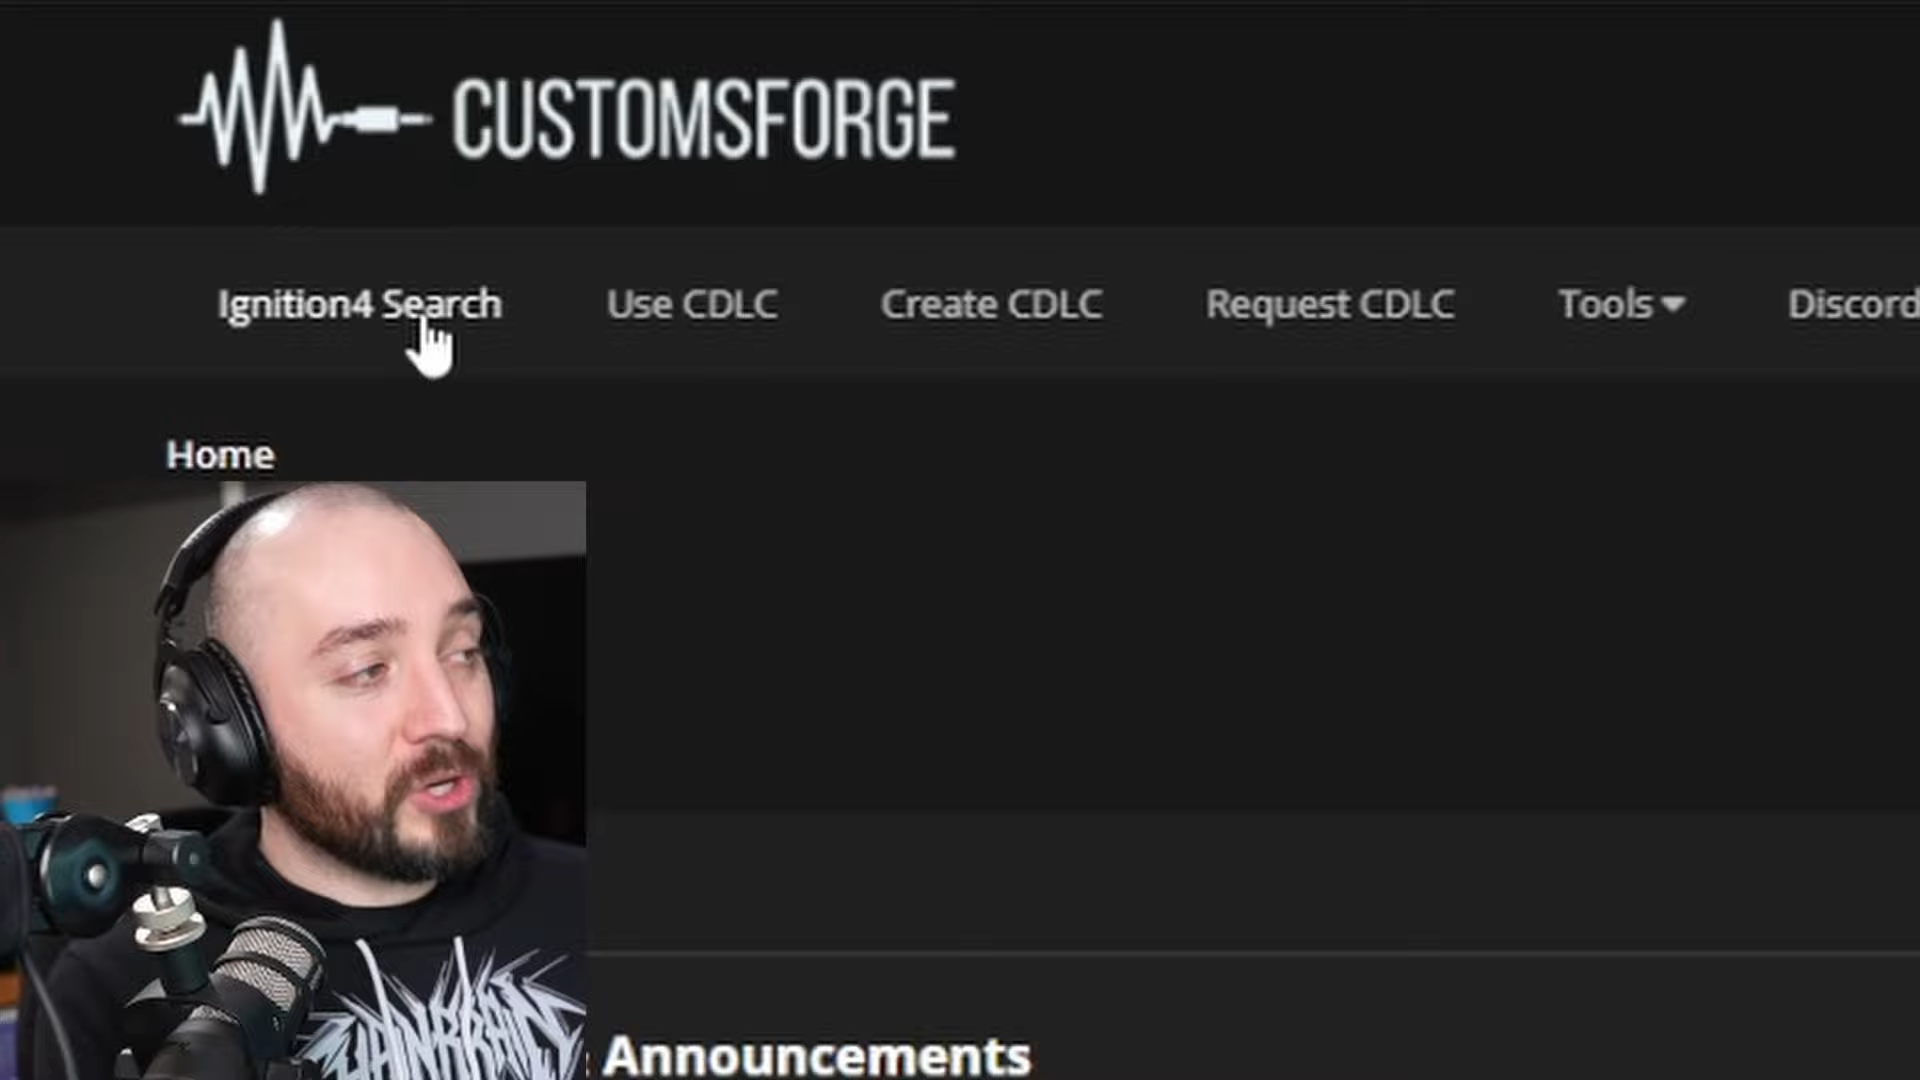 CUSTOMSFORGE
Ignition4 Search Use CDLC Create CDLC Request CDLC Tools Discord
Home
Announcements